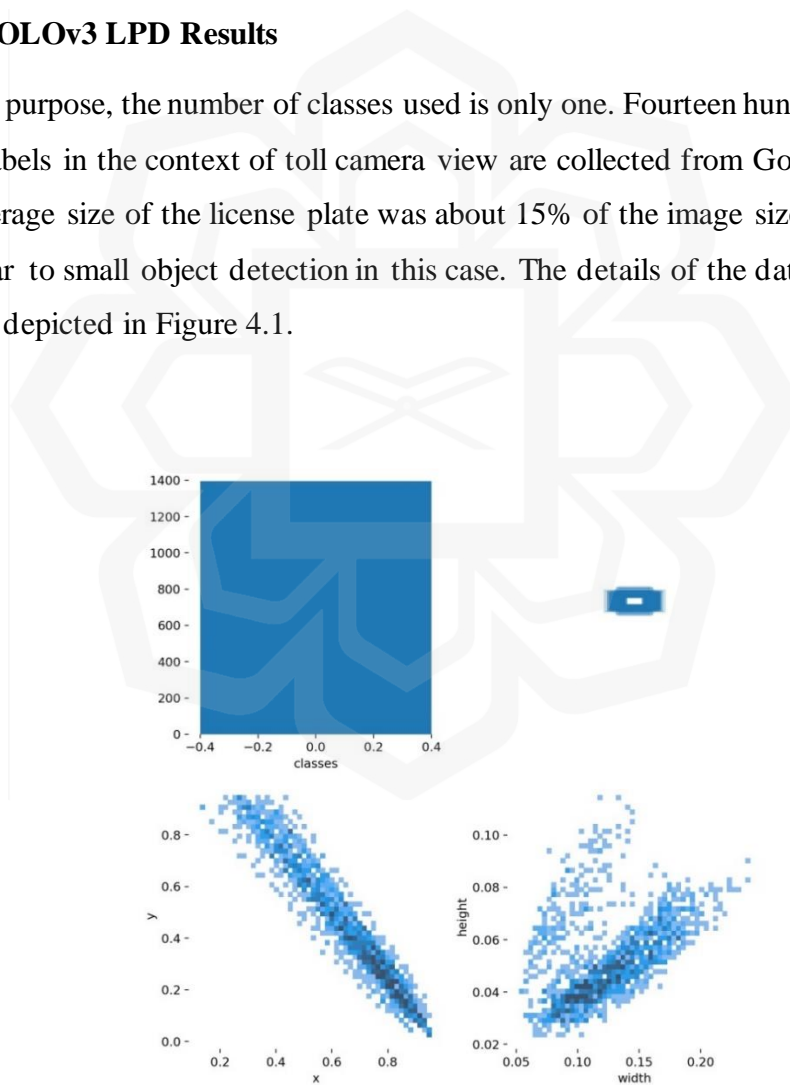 OLOv3 LPD Results
purpose, the number of classes used is only one. Fourteen hun
bels in the context of toll camera view are collected from Go
erage size of the license plate was about 15% of the image size
r to small object detection in this case. The details of the dat
depicted in Figure 4.1.
1400
1200
1000
800
600
400
200
0
−0.4 −0.2 0.0 0.2 0.4
classes
0.8
0.6
0.4
0.2
0.0
y
0.2 0.4 0.6 0.8
x
0.10
0.08
0.06
0.04
0.02
height
0.05 0.10 0.15 0.20
width